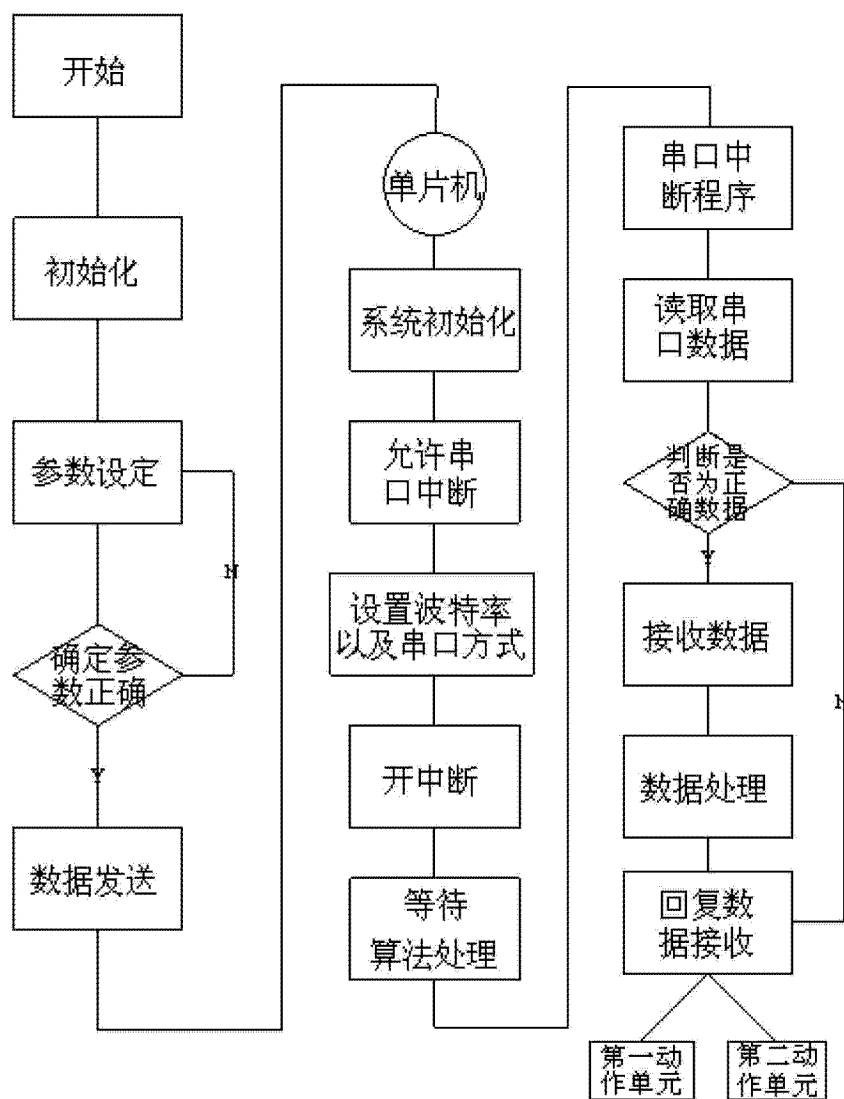 开始
初始化
参数设定
N
确定参
数正确
Y
数据发送
单片机
系统初始化
允许串
口中断
设置波特率
以及串口方式
开中断
等待
算法处理
串口中
断程序
读取串
口数据
判断是
否为正
确数据
Y
接收数据
N
数据处理
回复数
据接收
第一动
作单元
第二动
作单元